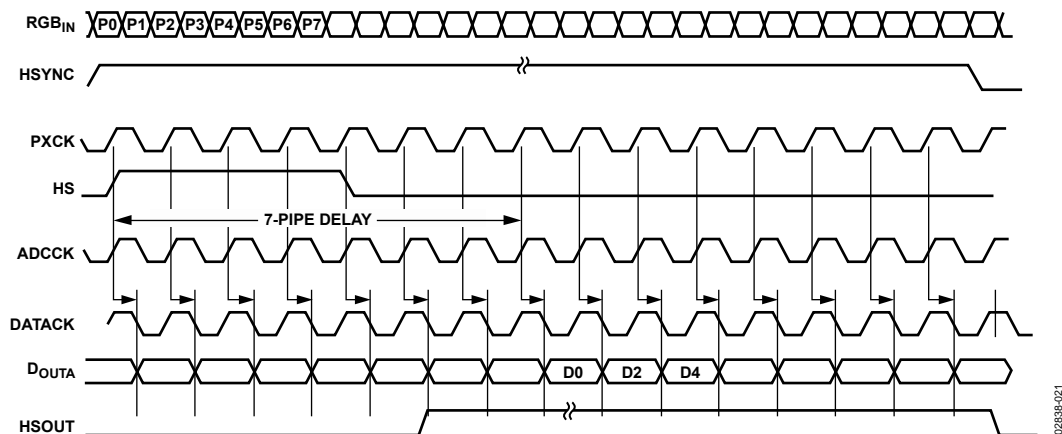 RGBIN P0 P1 P2 P3 P4 P5 P6 P7
HSYNC
PXCK
HS
7-PIPE DELAY
ADCCK
DATACK
DOUTA D0 D2 D4
HSOUT
02838-021